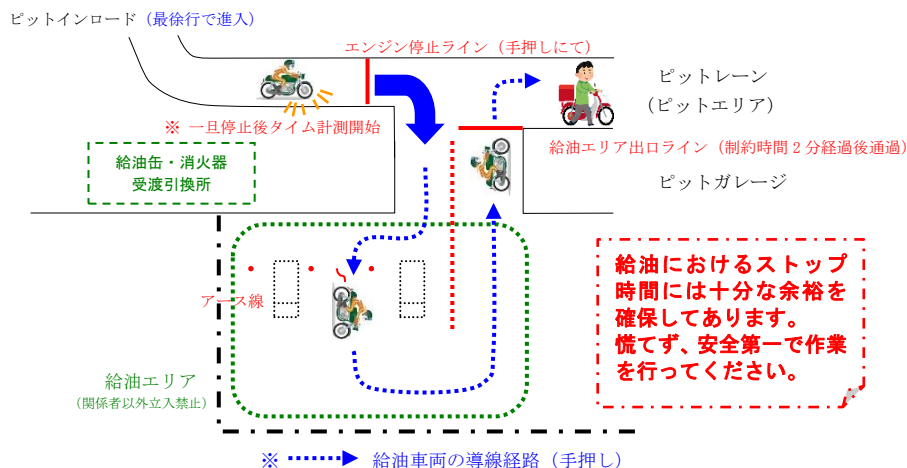 ピットインロード（最徐行で進入）
エンジン停止ライン（手押しにて）
ピットレーン
（ピットエリア）
※ 一旦停止後タイム計測開始
給油エリア出口ライン（制約時間２分経過後通過）
給油缶・消火器
受渡引換所
ピットガレージ
給油におけるストップ
時間には十分な余裕を
確保してあります。
慌てず、安全第一で作業
を行ってください。
アース線
給油エリア
（関係者以外立入禁止）
※ 給油車両の導線経路（手押し）